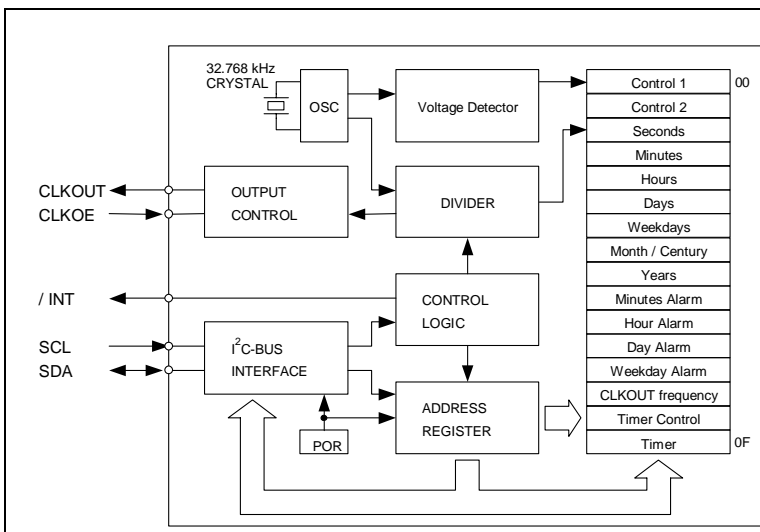 32.768 kHz
CRYSTAL
OSC
Voltage Detector
CLKOUT
CLKOE
OUTPUT
CONTROL
DIVIDER
/ INT
CONTROL
LOGIC
SCL
SDA
I²C-BUS
INTERFACE
ADDRESS
REGISTER
POR
Control 1
00
Control 2
Seconds
Minutes
Hours
Days
Weekdays
Month / Century
Years
Minutes Alarm
Hour Alarm
Day Alarm
Weekday Alarm
CLKOUT frequency
Timer Control
Timer
0F